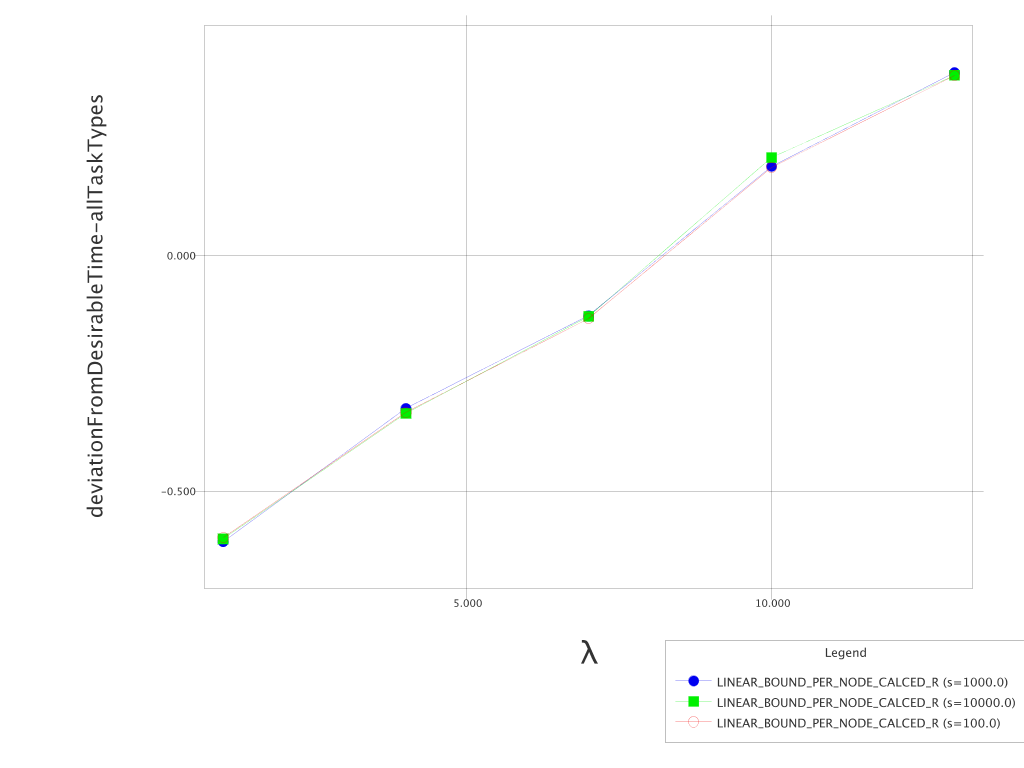 deviationFromDesirableTime-allTaskTypes
0.000
-0.500
5.000
10.000
λ
Legend
LINEAR_BOUND_PER_NODE_CALCED_R (s=1000.0)
LINEAR_BOUND_PER_NODE_CALCED_R (s=10000.0)
LINEAR_BOUND_PER_NODE_CALCED_R (s=100.0)